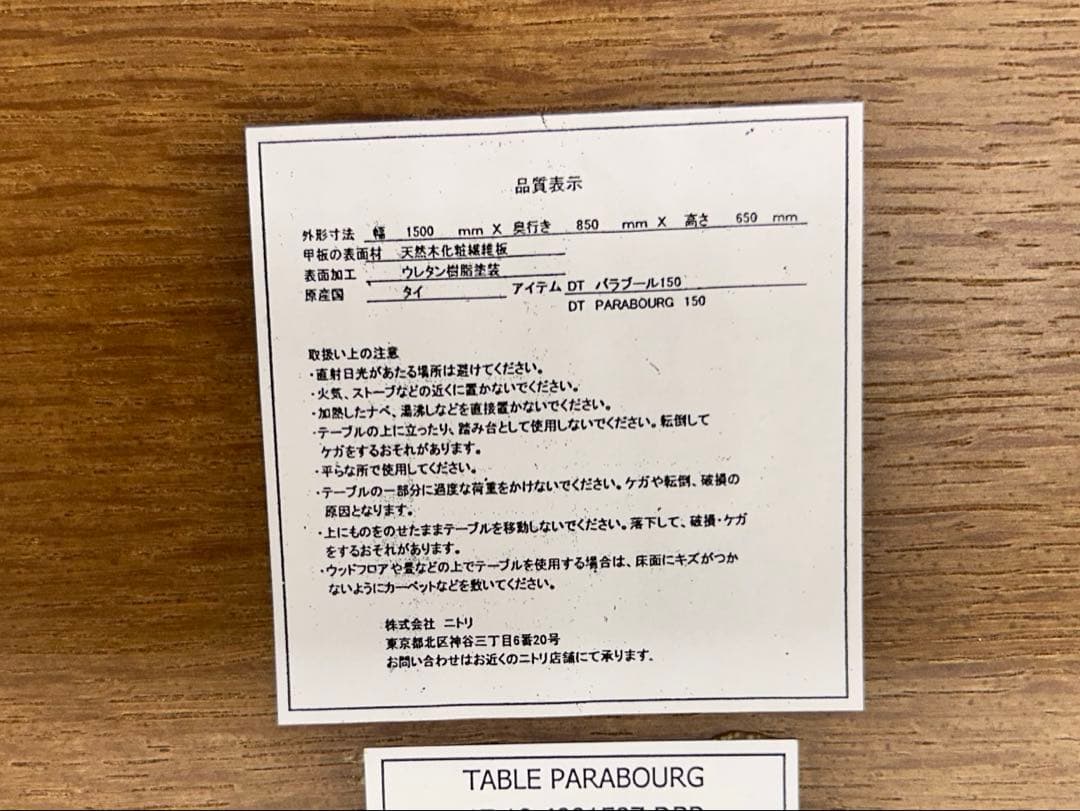 品質表示
外形寸法 幅 1500 mm X 奥行き 850 mm X 高さ 650 mm
甲板の表面材 天然木化粧繊維板
表面加工 ウレタン樹脂塗装
原産国 タイ アイテム DT パラブール150
DT PARABOURG 150
取扱い上の注意
・直射日光があたる場所は避けてください。
・火気、ストーブなどの近くに置かないでください。
・加熱したナベ、湯沸しなどを直接置かないでください。
・テーブルの上に立ったり、踏み台として使用しないでください。転倒して
ケガをするおそれがあります。
・平らな所で使用してください。
・テーブルの一部分に過度な荷重をかけないでください。ケガや転倒、破損の
原因となります。
・上にものをのせたままテーブルを移動しないでください。落下して、破損・ケガ
をするおそれがあります。
・ウッドフロアや畳などの上でテーブルを使用する場合は、床面にキズがつか
ないようにカーペットなどを敷いてください。
株式会社 ニトリ
東京都北区神谷三丁目6番20号
お問い合わせはお近くのニトリ店舗にて承ります。
TABLE PARABOURG